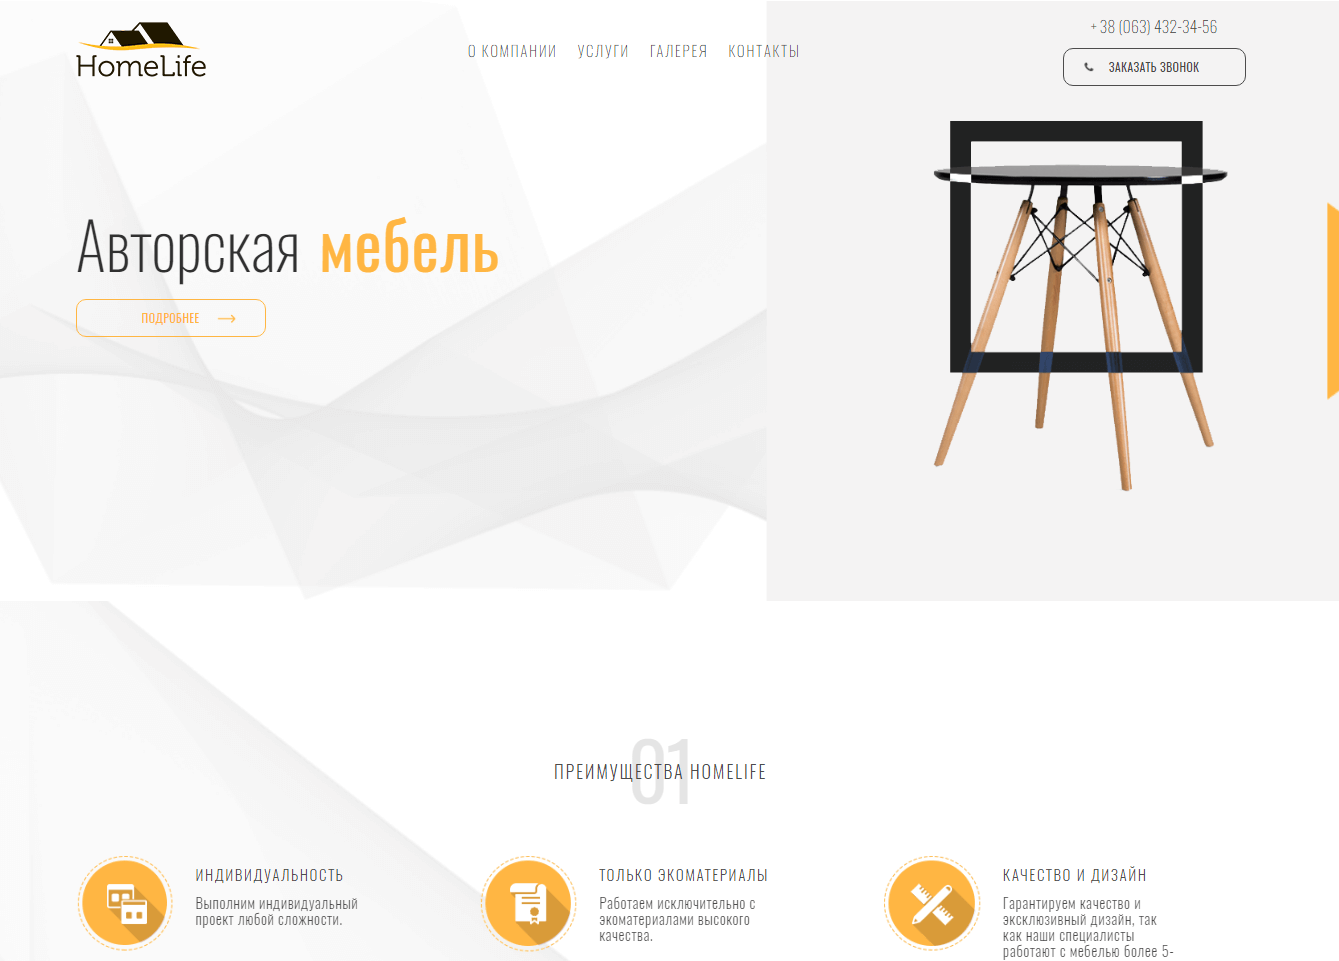 HomeLife
О КОМПАНИИ УСЛУГИ ГАЛЕРЕЯ КОНТАКТЫ
+ 38 (063) 432-34-56
ЗАКАЗАТЬ ЗВОНОК
Авторская мебель
ПОДРОБНЕЕ
01
ПРЕИМУЩЕСТВА HOMELIFE
ИНДИВИДУАЛЬНОСТЬ
Выполним индивидуальный
проект любой сложности.
ТОЛЬКО ЭКОМАТЕРИАЛЫ
Работаем исключительно с
экоматериалами высокого
качества.
КАЧЕСТВО И ДИЗАЙН
Гарантируем качество и
эксклюзивный дизайн, так
как наши специалисты
работают с мебелью более 5-